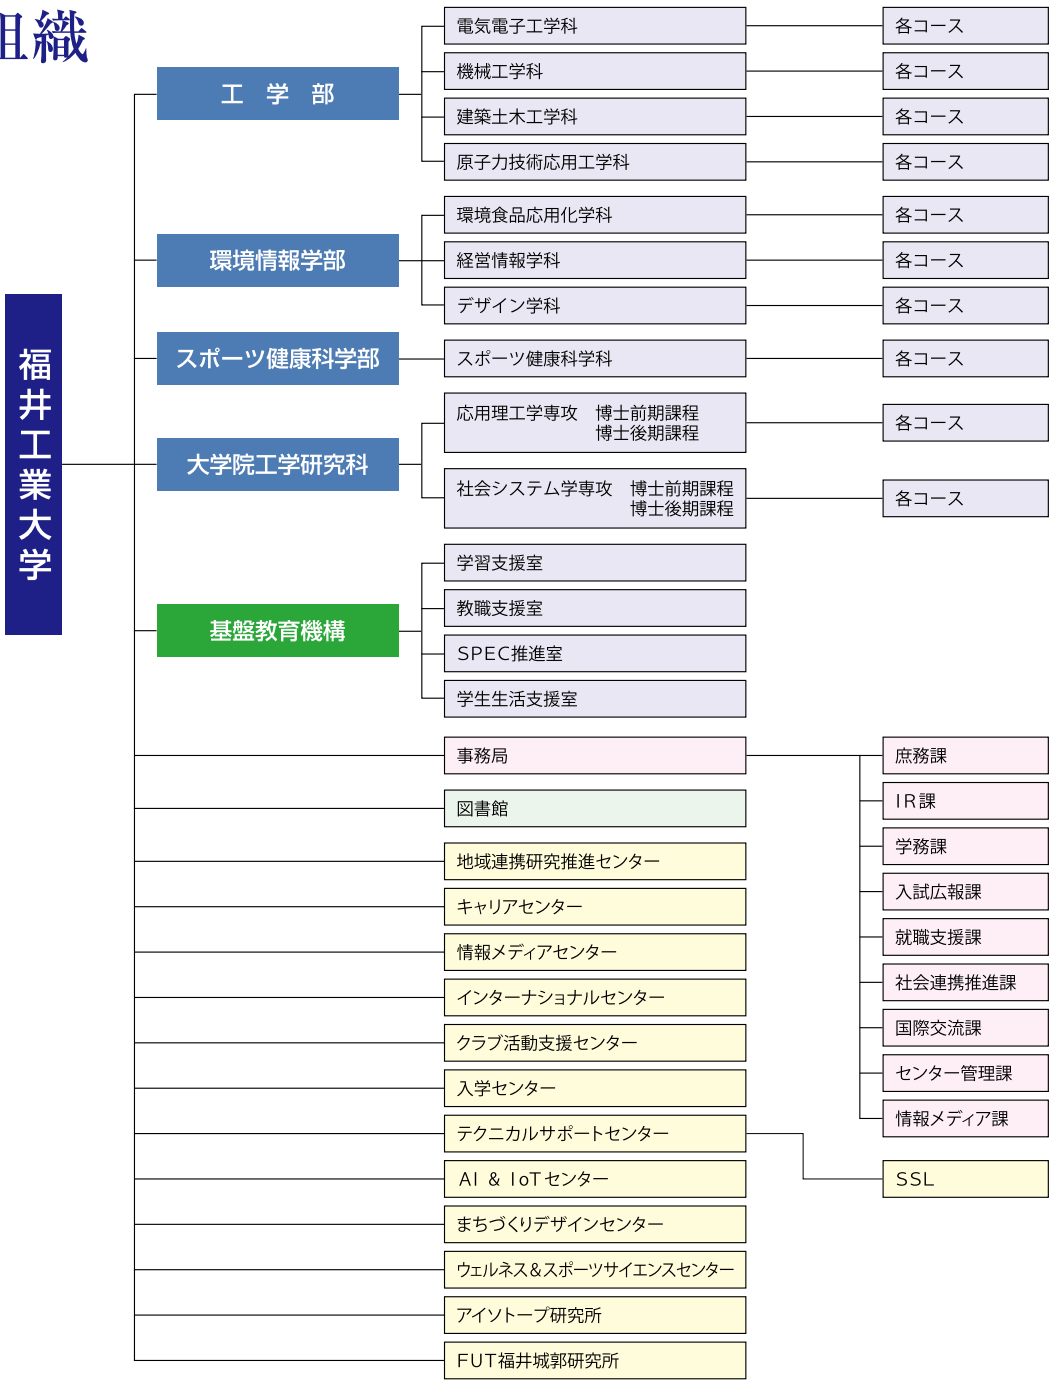 組織
福井工業大学
工　学　部
電気電子工学科
各コース
機械工学科
各コース
建築土木工学科
各コース
原子力技術応用工学科
各コース
環境情報学部
環境食品応用化学科
各コース
経営情報学科
各コース
デザイン学科
各コース
スポーツ健康科学部
スポーツ健康科学科
各コース
大学院工学研究科
応用理工学専攻　博士前期課程
博士後期課程
各コース
社会システム学専攻　博士前期課程
博士後期課程
各コース
基盤教育機構
学習支援室
教職支援室
SPEC推進室
学生生活支援室
事務局
庶務課
IR課
学務課
入試広報課
就職支援課
社会連携推進課
国際交流課
センター管理課
情報メディア課
図書館
地域連携研究推進センター
キャリアセンター
情報メディアセンター
インターナショナルセンター
クラブ活動支援センター
入学センター
テクニカルサポートセンター
SSL
AI ＆ IoTセンター
まちづくりデザインセンター
ウェルネス＆スポーツサイエンスセンター
アイソトープ研究所
FUT福井城郭研究所